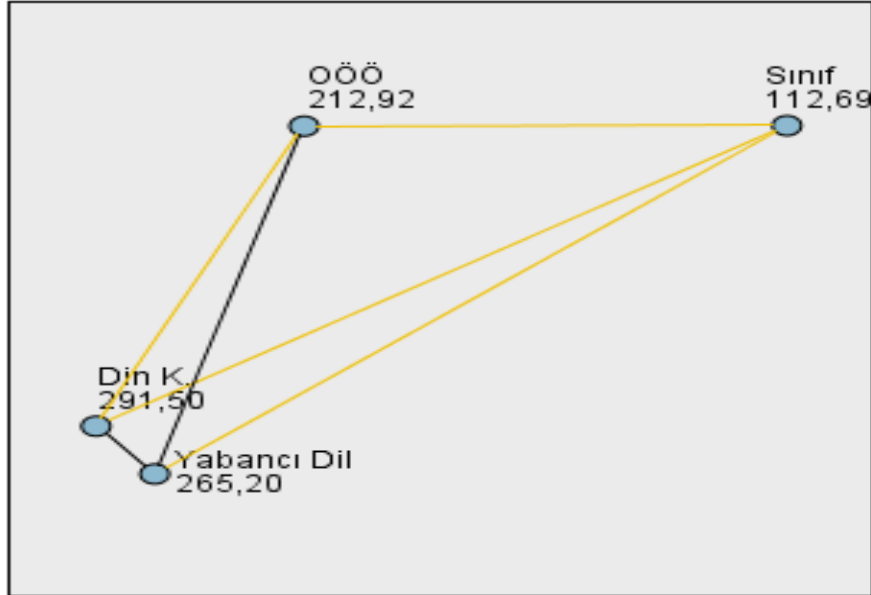 OÖÖ
212,92
Sınıf
112,69
Din K.
291,50
Yabancı Dil
265,20